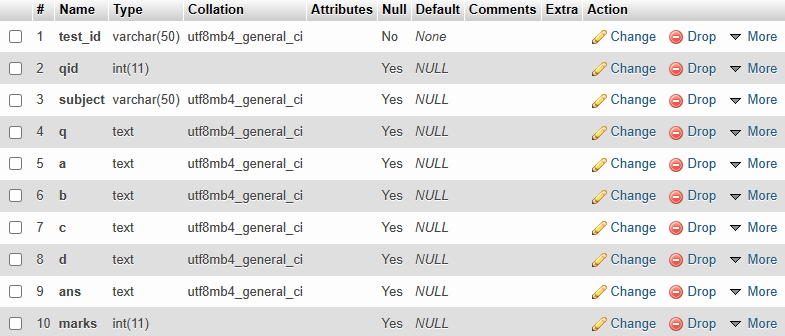 # Name Type Collation Attributes Null Default Comments Extra Action
1 test_id varchar(50) utf8mb4_general_ci No None Change Drop More
2 qid int(11) Yes NULL Change Drop More
3 subject varchar(50) utf8mb4_general_ci Yes NULL Change Drop More
4 q text utf8mb4_general_ci Yes NULL Change Drop More
5 a text utf8mb4_general_ci Yes NULL Change Drop More
6 b text utf8mb4_general_ci Yes NULL Change Drop More
7 c text utf8mb4_general_ci Yes NULL Change Drop More
8 d text utf8mb4_general_ci Yes NULL Change Drop More
9 ans text utf8mb4_general_ci Yes NULL Change Drop More
10 marks int(11) Yes NULL Change Drop More